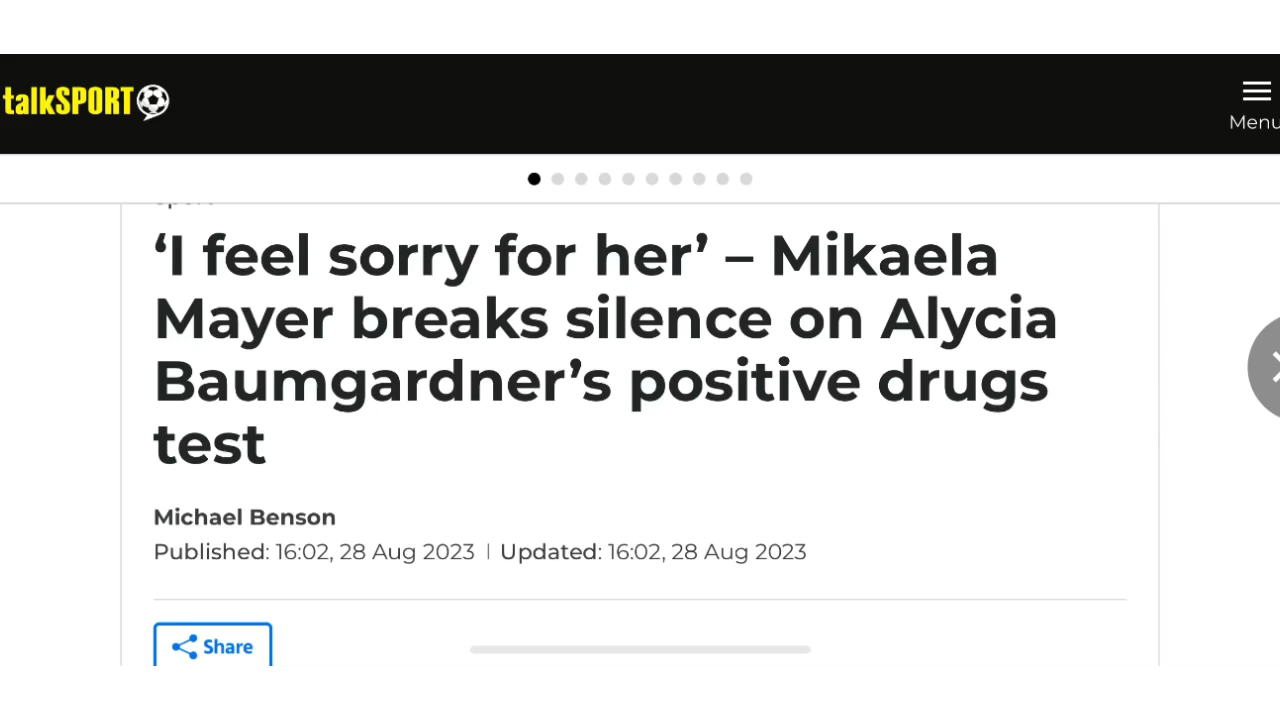 talkSPORT
Menu
‘I feel sorry for her’ – Mikaela
Mayer breaks silence on Alycia
Baumgardner’s positive drugs
test
Michael Benson
Published: 16:02, 28 Aug 2023 | Updated: 16:02, 28 Aug 2023
Share